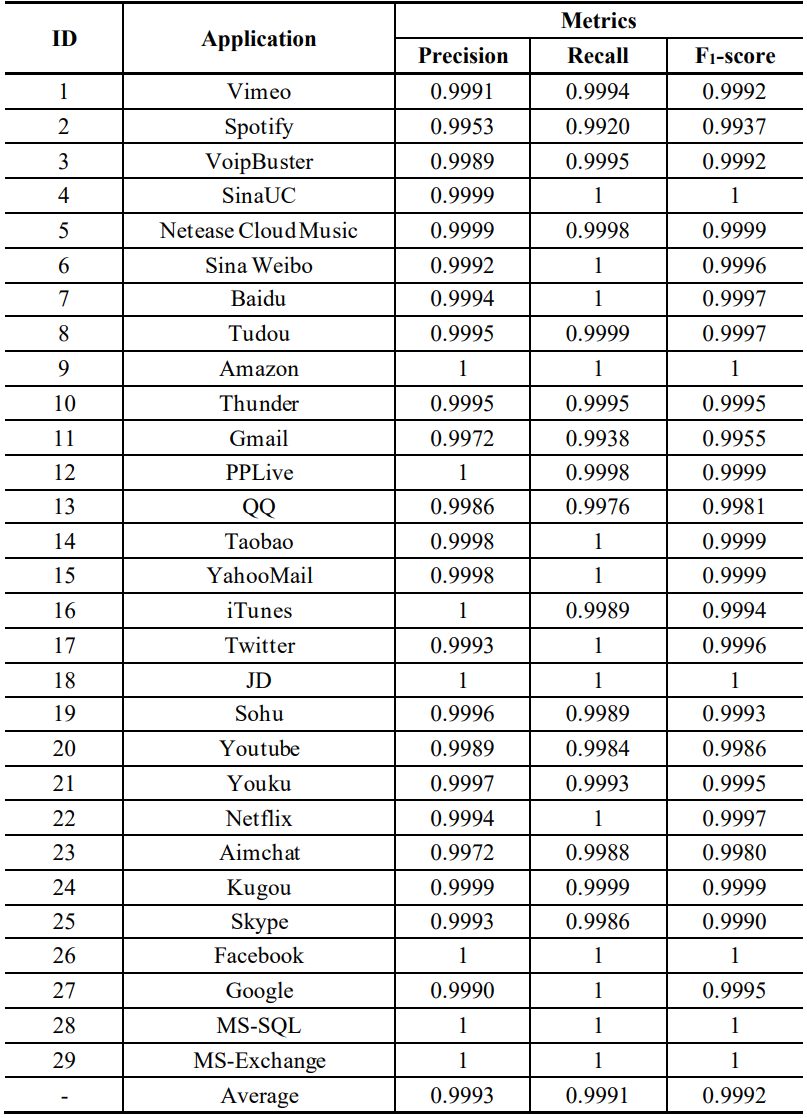 ID Application Metrics
Precision Recall F1-score
1 Vimeo 0.9991 0.9994 0.9992
2 Spotify 0.9953 0.9920 0.9937
3 VoipBuster 0.9989 0.9995 0.9992
4 SinaUC 0.9999 1 1
5 Netease Cloud Music 0.9999 0.9998 0.9999
6 Sina Weibo 0.9992 1 0.9996
7 Baidu 0.9994 1 0.9997
8 Tudou 0.9995 0.9999 0.9997
9 Amazon 1 1 1
10 Thunder 0.9995 0.9995 0.9995
11 Gmail 0.9972 0.9938 0.9955
12 PPLive 1 0.9998 0.9999
13 QQ 0.9986 0.9976 0.9981
14 Taobao 0.9998 1 0.9999
15 YahooMail 0.9998 1 0.9999
16 iTunes 1 0.9989 0.9994
17 Twitter 0.9993 1 0.9996
18 JD 1 1 1
19 Sohu 0.9996 0.9989 0.9993
20 Youtube 0.9989 0.9984 0.9986
21 Youku 0.9997 0.9993 0.9995
22 Netflix 0.9994 1 0.9997
23 Aimchat 0.9972 0.9988 0.9980
24 Kugou 0.9999 0.9999 0.9999
25 Skype 0.9993 0.9986 0.9990
26 Facebook 1 1 1
27 Google 0.9990 1 0.9995
28 MS-SQL 1 1 1
29 MS-Exchange 1 1 1
- Average 0.9993 0.9991 0.9992